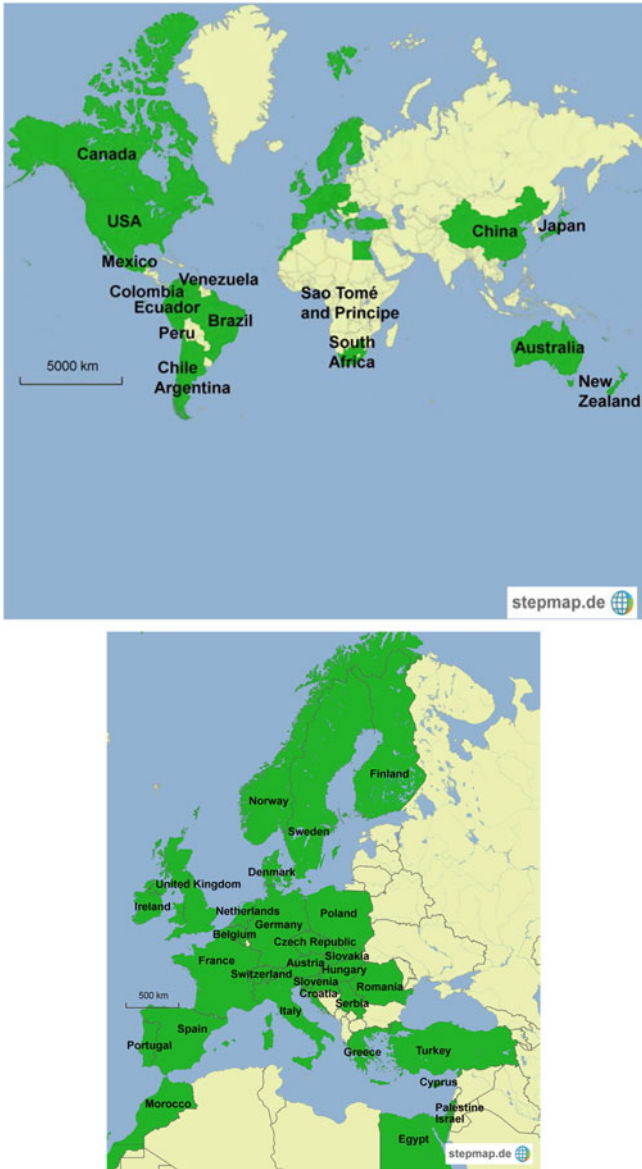 Canada
USA
Mexico
Venezuela
Colombia
Ecuador
Brazil
Peru
Chile
Argentina
5000 km
Sao Tomé
and Principe
South
Africa
China
Japan
Australia
New
Zealand
stepmap.de
Finland
Norway
Sweden
Denmark
United Kingdom
Ireland
Netherlands
Poland
Germany
Belgium
Czech Republic
Slovakia
France
Austria
Hungary
Switzerland
Slovenia
Romania
Croatia
Serbia
500 km
Italy
Spain
Portugal
Greece
Turkey
Cyprus
Morocco
Palestine
Israel
Egypt
stepmap.de